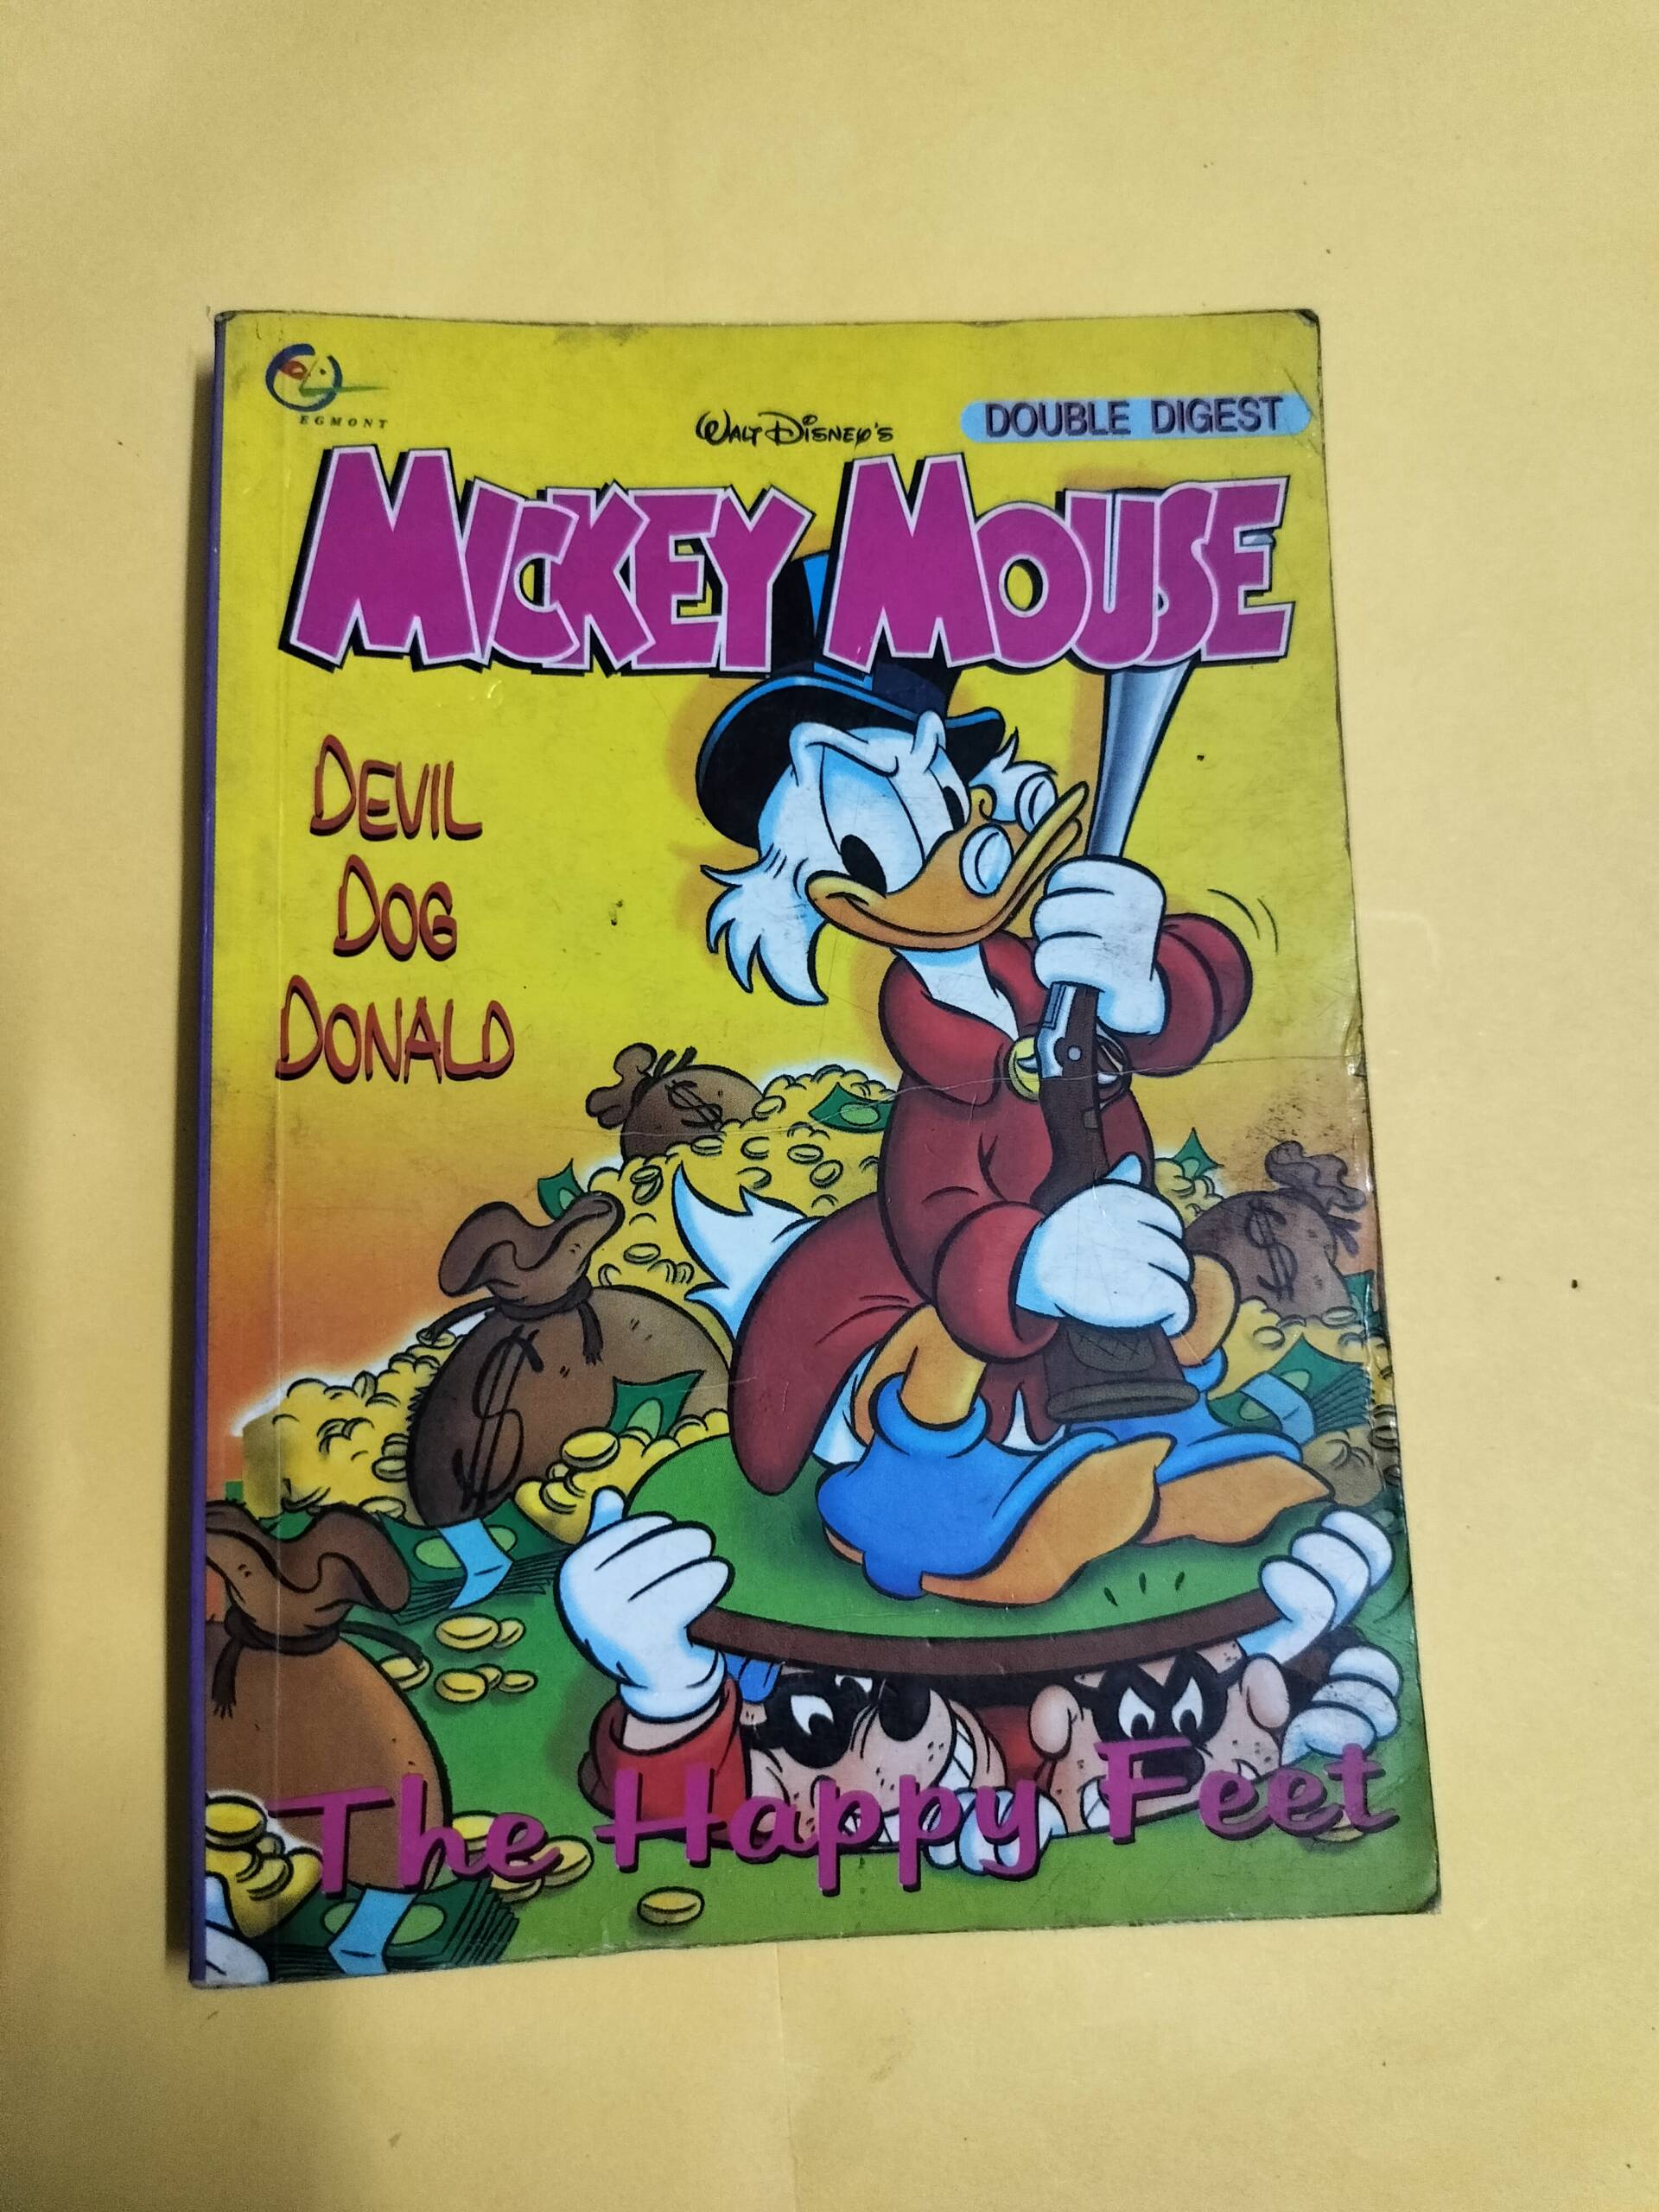 EGMONT
WALT DISNEY'S
DOUBLE DIGEST
MICKEY MOUSE
DEVIL
DOG
DONALD
$
$
$
The Happy Feet